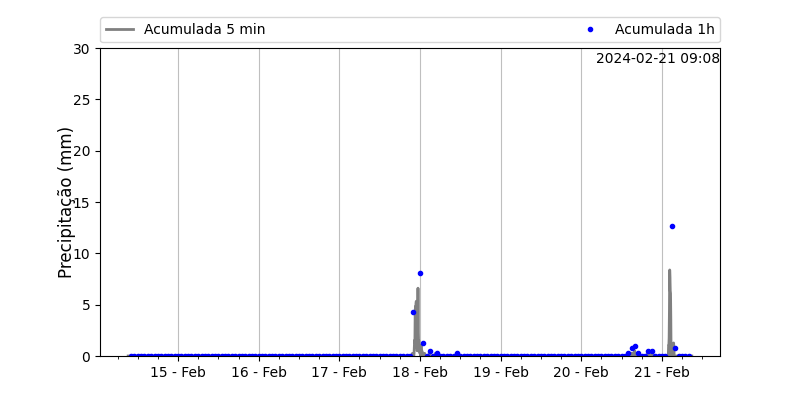 Acumulada 5 min
Acumulada 1h
2024-02-21 09:08
Precipitação (mm)
30
25
20
15
10
5
0
15 - Feb
16 - Feb
17 - Feb
18 - Feb
19 - Feb
20 - Feb
21 - Feb